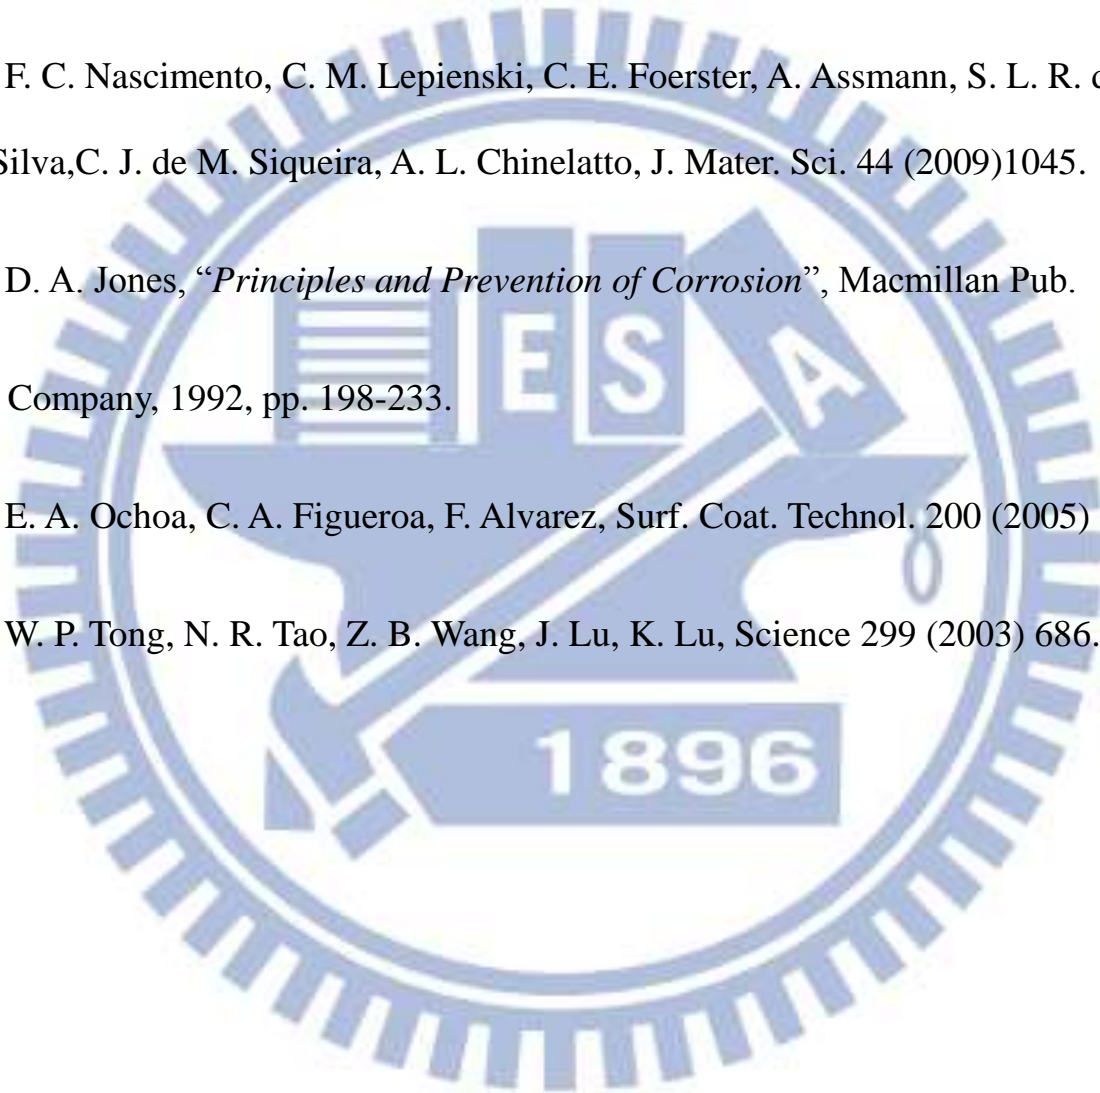 F. C. Nascimento, C. M. Lepienski, C. E. Foerster, A. Assmann, S. L. R. d
Silva,C. J. de M. Siqueira, A. L. Chinelatto, J. Mater. Sci. 44 (2009)1045.
D. A. Jones, “Principles and Prevention of Corrosion”, Macmillan Pub.
Company, 1992, pp. 198-233.
E. A. Ochoa, C. A. Figueroa, F. Alvarez, Surf. Coat. Technol. 200 (2005)
W. P. Tong, N. R. Tao, Z. B. Wang, J. Lu, K. Lu, Science 299 (2003) 686.
E S A
1896